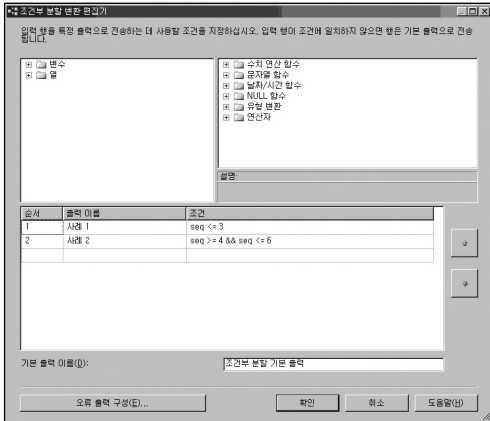 조건부 분할 변환 편집기
입력 행을 특정 출력으로 전송하는 데 사용할 조건을 지정하십시오. 입력 행이 조건에 일치하지 않으면 행은 기본 출력으로 전송
됩니다.
변수
열
수치 연산 함수
문자열 함수
날짜/시간 함수
NULL 함수
유형 변환
연산자
설명:
순서 출력 이름 조건
1 사례 1 seq <= 3
2 사례 2 seq >= 4 && seq <= 6
기본 출력 이름(D): 조건부 분할 기본 출력
오류 출력 구성(E)... 확인 취소 도움말(H)